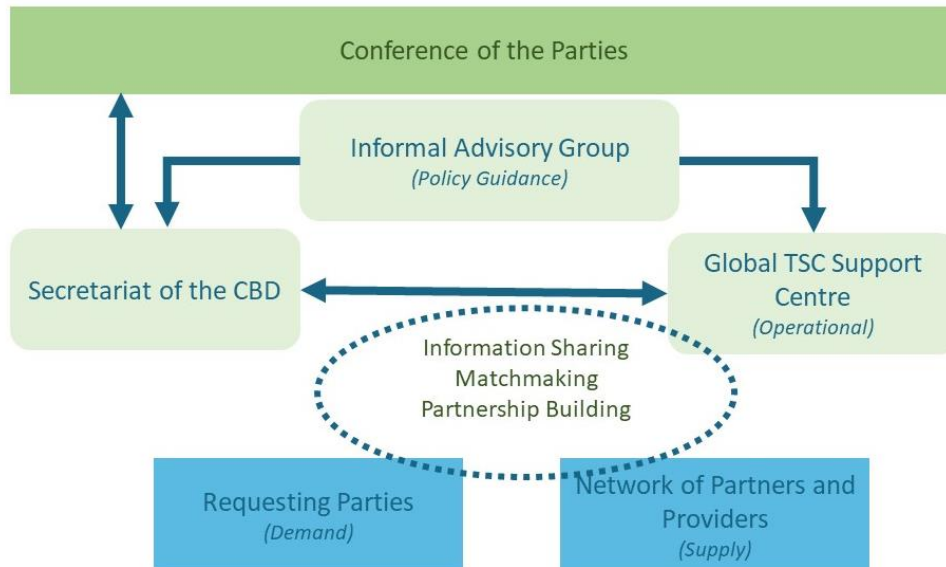 Conference of the Parties
Informal Advisory Group
(Policy Guidance)
Secretariat of the CBD
Global TSC Support
Centre
(Operational)
Information Sharing
Matchmaking
Partnership Building
Requesting Parties
(Demand)
Network of Partners and
Providers
(Supply)